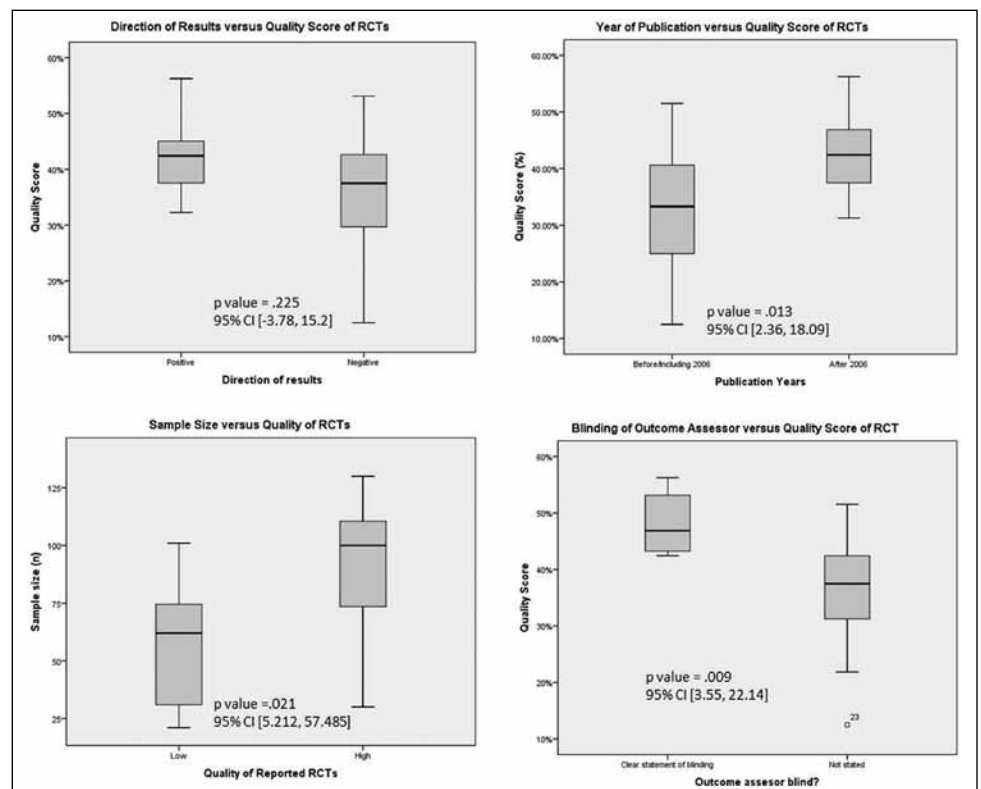 Direction of Results versus Quality Score of RCTs
60%
50%
40%
30%
20%
10%
Quality Score
p value = .225
95% CI [-3.78, 15.2]
Positive
Negative
Direction of results
Year of Publication versus Quality Score of RCTs
60.00%
50.00%
40.00%
30.00%
20.00%
10.00%
Quality Score (%)
p value = .013
95% CI [2.36, 18.09]
Before/Including 2006
After 2006
Publication Years
Sample Size versus Quality of RCTs
125
100
75
50
25
Sample size (n)
p value =.021
95% CI [5.212, 57.485]
Low
High
Quality of Reported RCTs
Blinding of Outcome Assessor versus Quality Score of RCT
60%
50%
40%
30%
20%
10%
Quality Score
p value = .009
95% CI [3.55, 22.14]
23
Clear statement of blinding
Not stated
Outcome assesor blind?